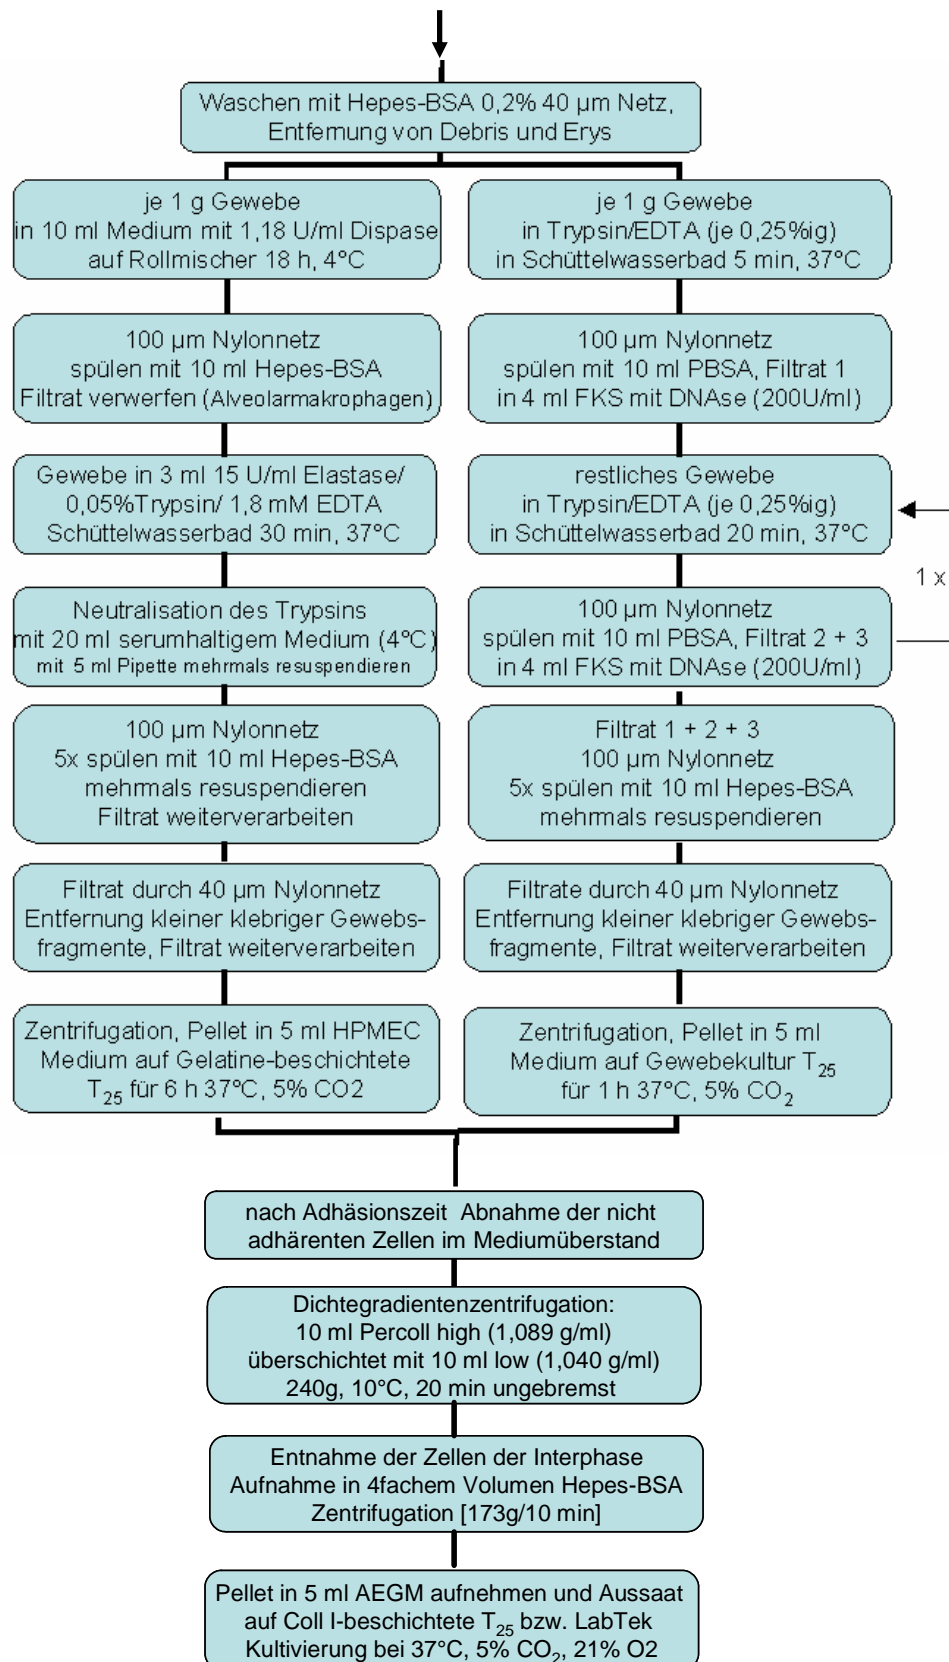 Waschen mit Hepes-BSA 0,2% 40 µm Netz,
Entfernung von Debris und Erys
je 1 g Gewebe
in 10 ml Medium mit 1,18 U/ml Dispase
auf Rollmischer 18 h, 4°C
100 µm Nylonnetz
spülen mit 10 ml Hepes-BSA
Filtrat verwerfen (Alveolarmakrophagen)
Gewebe in 3 ml 15 U/ml Elastase/
0,05%Trypsin/ 1,8 mM EDTA
Schüttelwasserbad 30 min, 37°C
Neutralisation des Trypsins
mit 20 ml serumhaltigem Medium (4°C)
mit 5 ml Pipette mehrmals resuspendieren
100 µm Nylonnetz
5x spülen mit 10 ml Hepes-BSA
mehrmals resuspendieren
Filtrat weiterverarbeiten
Filtrat durch 40 µm Nylonnetz
Entfernung kleiner klebriger Gewebs-
fragmente, Filtrat weiterverarbeiten
Zentrifugation, Pellet in 5 ml HPMEC
Medium auf Gelatine-beschichtete
T25 für 6 h 37°C, 5% CO2
je 1 g Gewebe
in Trypsin/EDTA (je 0,25%ig)
in Schüttelwasserbad 5 min, 37°C
100 µm Nylonnetz
spülen mit 10 ml PBSA, Filtrat 1
in 4 ml FKS mit DNAse (200U/ml)
restliches Gewebe
in Trypsin/EDTA (je 0,25%ig)
in Schüttelwasserbad 20 min, 37°C
1 x
100 µm Nylonnetz
spülen mit 10 ml PBSA, Filtrat 2 + 3
in 4 ml FKS mit DNAse (200U/ml)
Filtrat 1 + 2 + 3
100 µm Nylonnetz
5x spülen mit 10 ml Hepes-BSA
mehrmals resuspendieren
Filtrate durch 40 µm Nylonnetz
Entfernung kleiner klebriger Gewebs-
fragmente, Filtrat weiterverarbeiten
Zentrifugation, Pellet in 5 ml
Medium auf Gewebekultur T25
für 1 h 37°C, 5% CO2
nach Adhäsionszeit Abnahme der nicht
adhärenten Zellen im Mediumüberstand
Dichtegradientenzentrifugation:
10 ml Percoll high (1,089 g/ml)
überschichtet mit 10 ml low (1,040 g/ml)
240g, 10°C, 20 min ungebremst
Entnahme der Zellen der Interphase
Aufnahme in 4fachem Volumen Hepes-BSA
Zentrifugation [173g/10 min]
Pellet in 5 ml AEGM aufnehmen und Aussaat
auf Coll I-beschichtete T25 bzw. LabTek
Kultivierung bei 37°C, 5% CO2, 21% O2